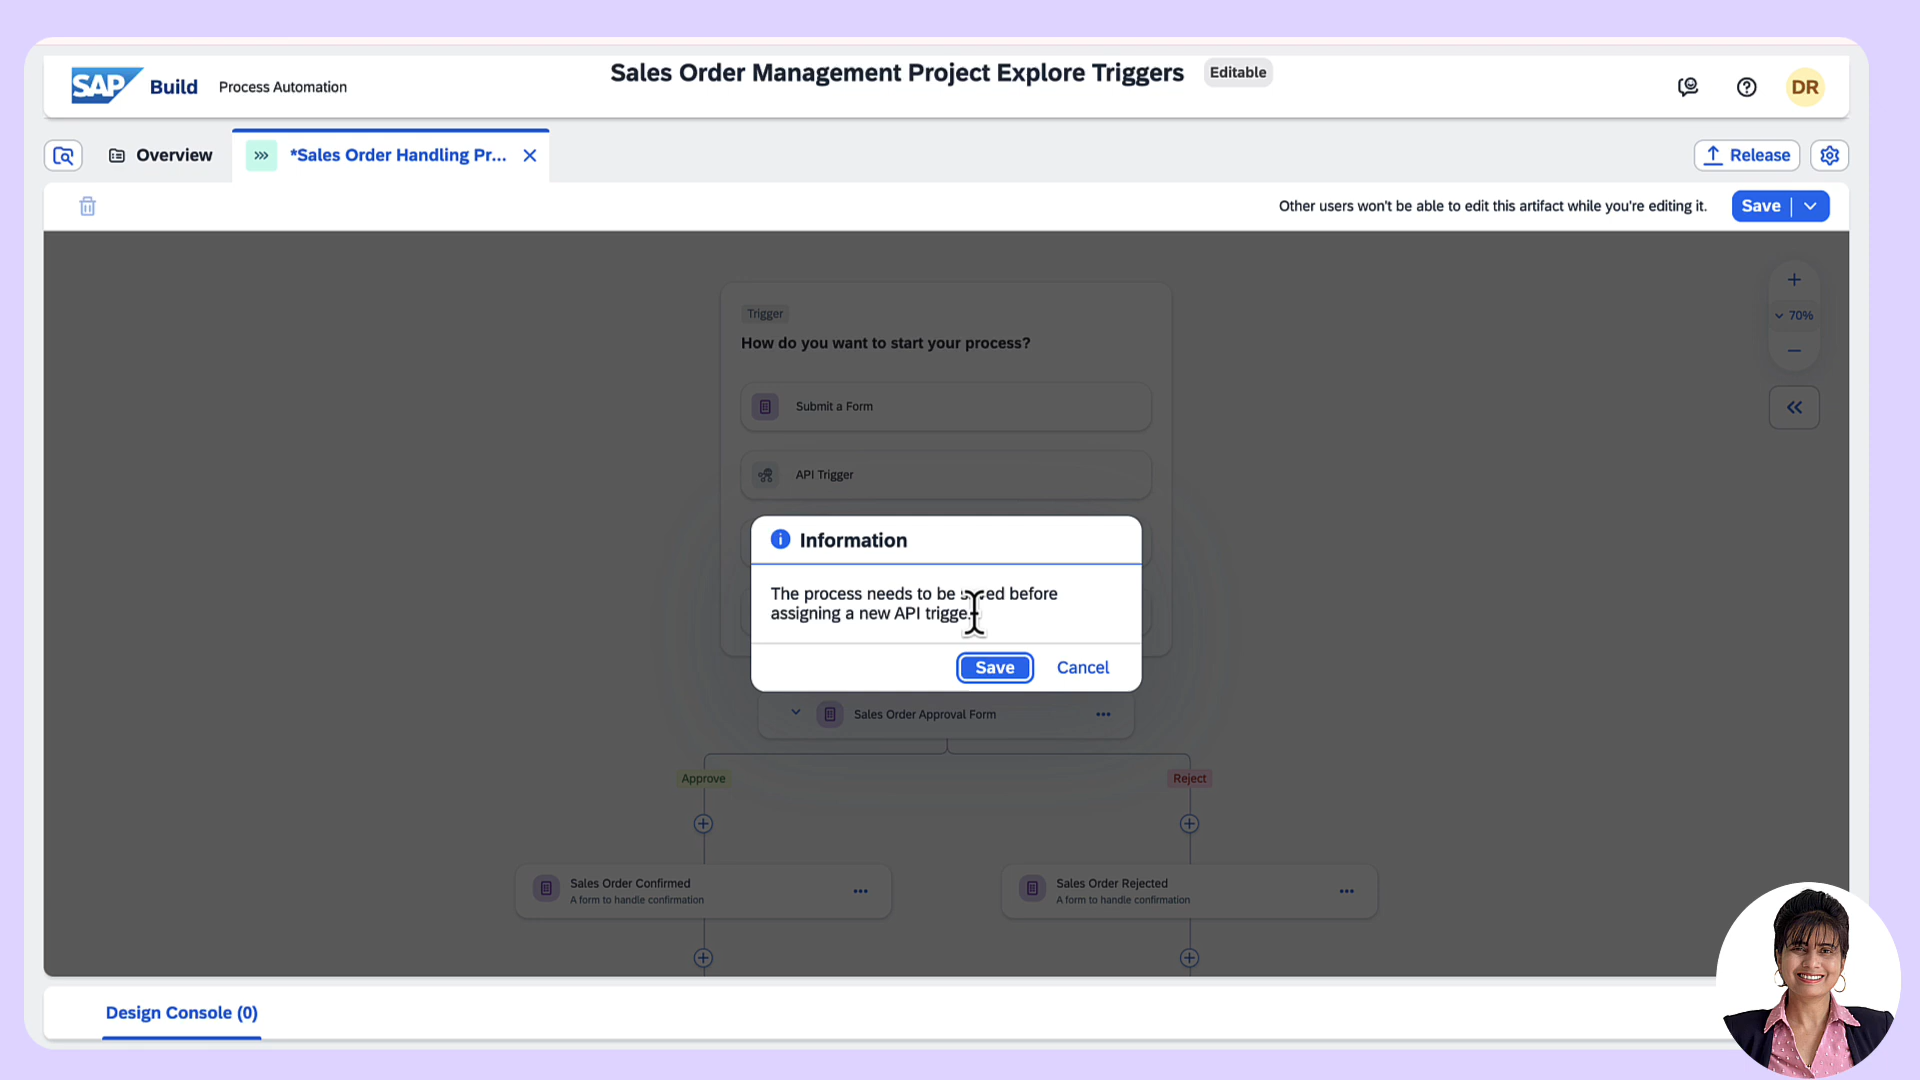 Sales Order Management Project Explore Triggers Editable
SAP Build Process Automation
DR
Overview
*Sales Order Handling Pr...
Release
Other users won't be able to edit this artifact while you're editing it.
Save
Trigger
How do you want to start your process?
70%
Submit a Form
API Trigger
Information
The process needs to be before
assigning a new API
Save Cancel
Sales Order Approval Form
Approve
Reject
Sales Order Confirmed
A form to handle confirmation
Sales Order Rejected
A form to handle confirmation
Design Console (0)